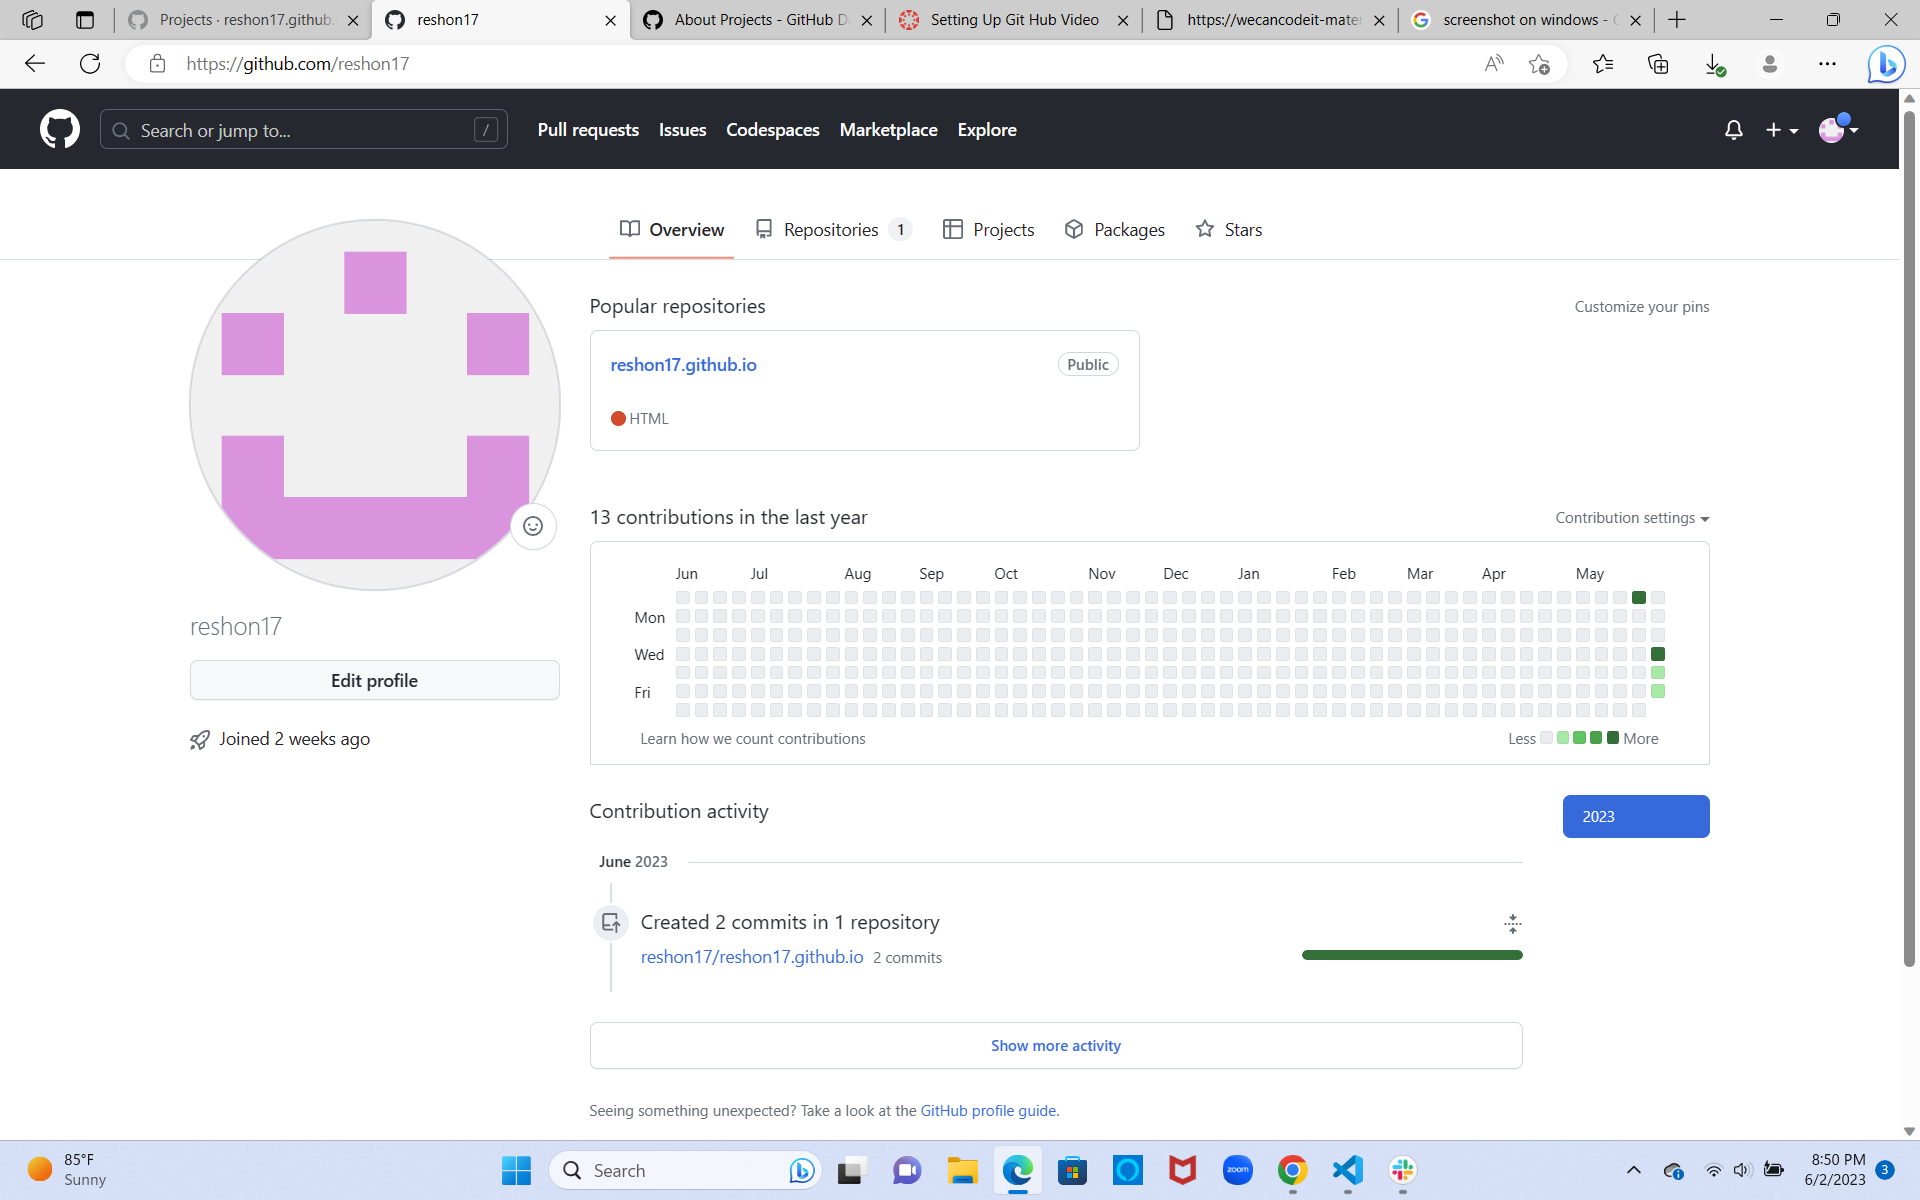 Projects · reshon17.github.
reshon17
About Projects - GitHub D
Setting Up Git Hub Video
https://wecancodeit-mater
screenshot on windows - G
https://github.com/reshon17
Search or jump to...
/
Pull requests
Issues
Codespaces
Marketplace
Explore
Overview
Repositories 1
Projects
Packages
Stars
Popular repositories
Customize your pins
reshon17.github.io
Public
HTML
13 contributions in the last year
Contribution settings
Jun Jul Aug Sep Oct Nov Dec Jan Feb Mar Apr May
Mon
Wed
Fri
Learn how we count contributions
Less
More
reshon17
Edit profile
Joined 2 weeks ago
Contribution activity
2023
June 2023
Created 2 commits in 1 repository
reshon17/reshon17.github.io 2 commits
Show more activity
Seeing something unexpected? Take a look at the GitHub profile guide.
85°F
Sunny
Search
zoom
8:50 PM
6/2/2023
3